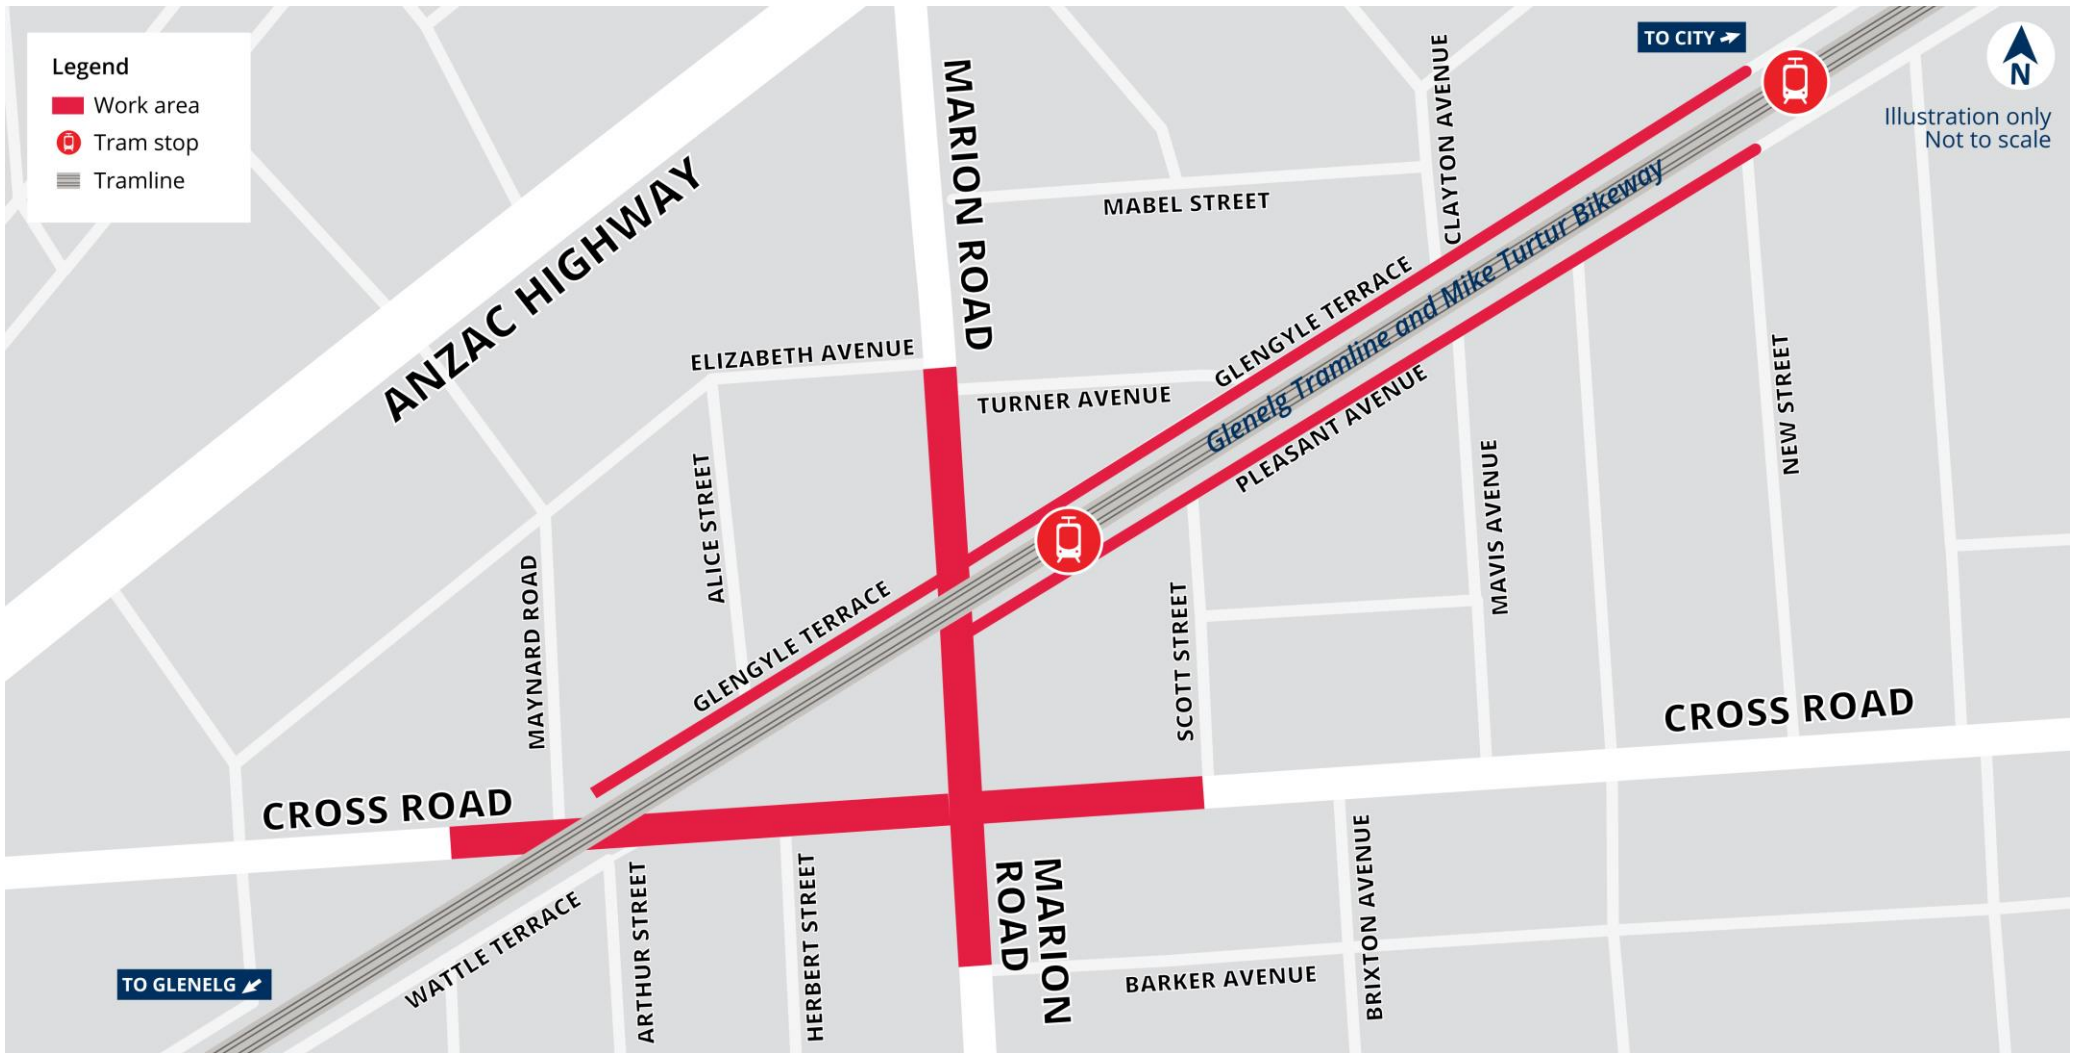 Legend
Work area
Tram stop
Tramline
TO CITY
N
Illustration only
Not to scale
ANZAC HIGHWAY
MARION ROAD
CLAYTON AVENUE
MABEL STREET
Glenelg Tramline and Mike Turtur Bikeway
GLENGYLE TERRACE
ELIZABETH AVENUE
TURNER AVENUE
PLEASANT AVENUE
NEW STREET
ALICE STREET
MAVIS AVENUE
MAYNARD ROAD
GLENGYLE TERRACE
SCOTT STREET
CROSS ROAD
CROSS ROAD
WATTLE TERRACE
ARTHUR STREET
HERBERT STREET
MARION
ROAD
BRIXTON AVENUE
BARKER AVENUE
TO GLENELG